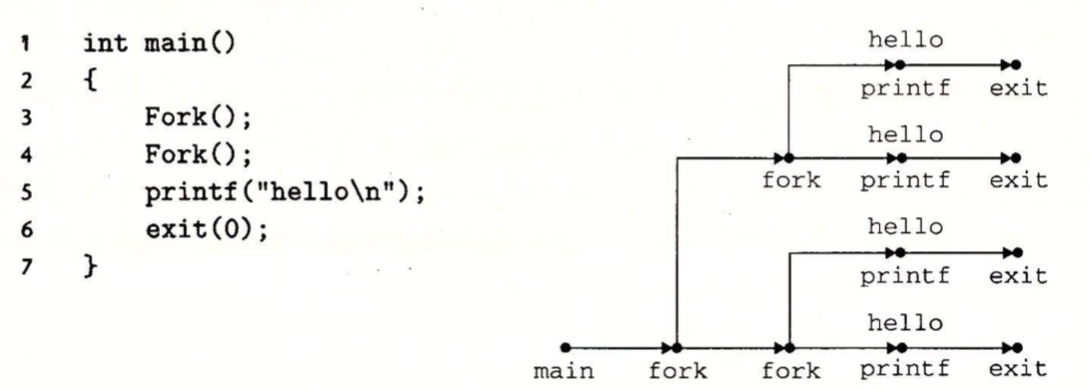 1 int main()
2 {
3 Fork();
4 Fork();
5 printf("hello\n");
6 exit(0);
7 }
hello
printf exit
hello
fork printf exit
hello
printf exit
hello
main fork fork printf exit